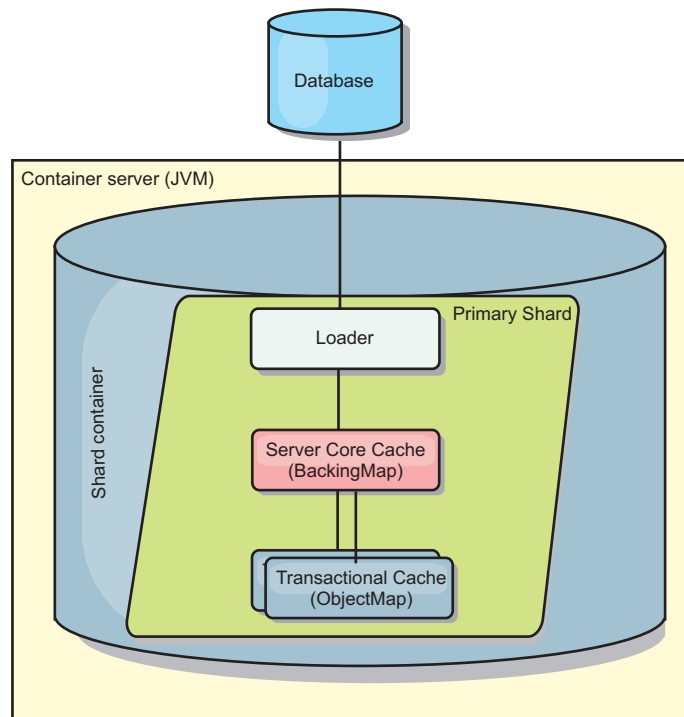 Database
Container server (JVM)
Primary Shard
Loader
Shard container
Server Core Cache
(BackingMap)
Transactional Cache
(ObjectMap)